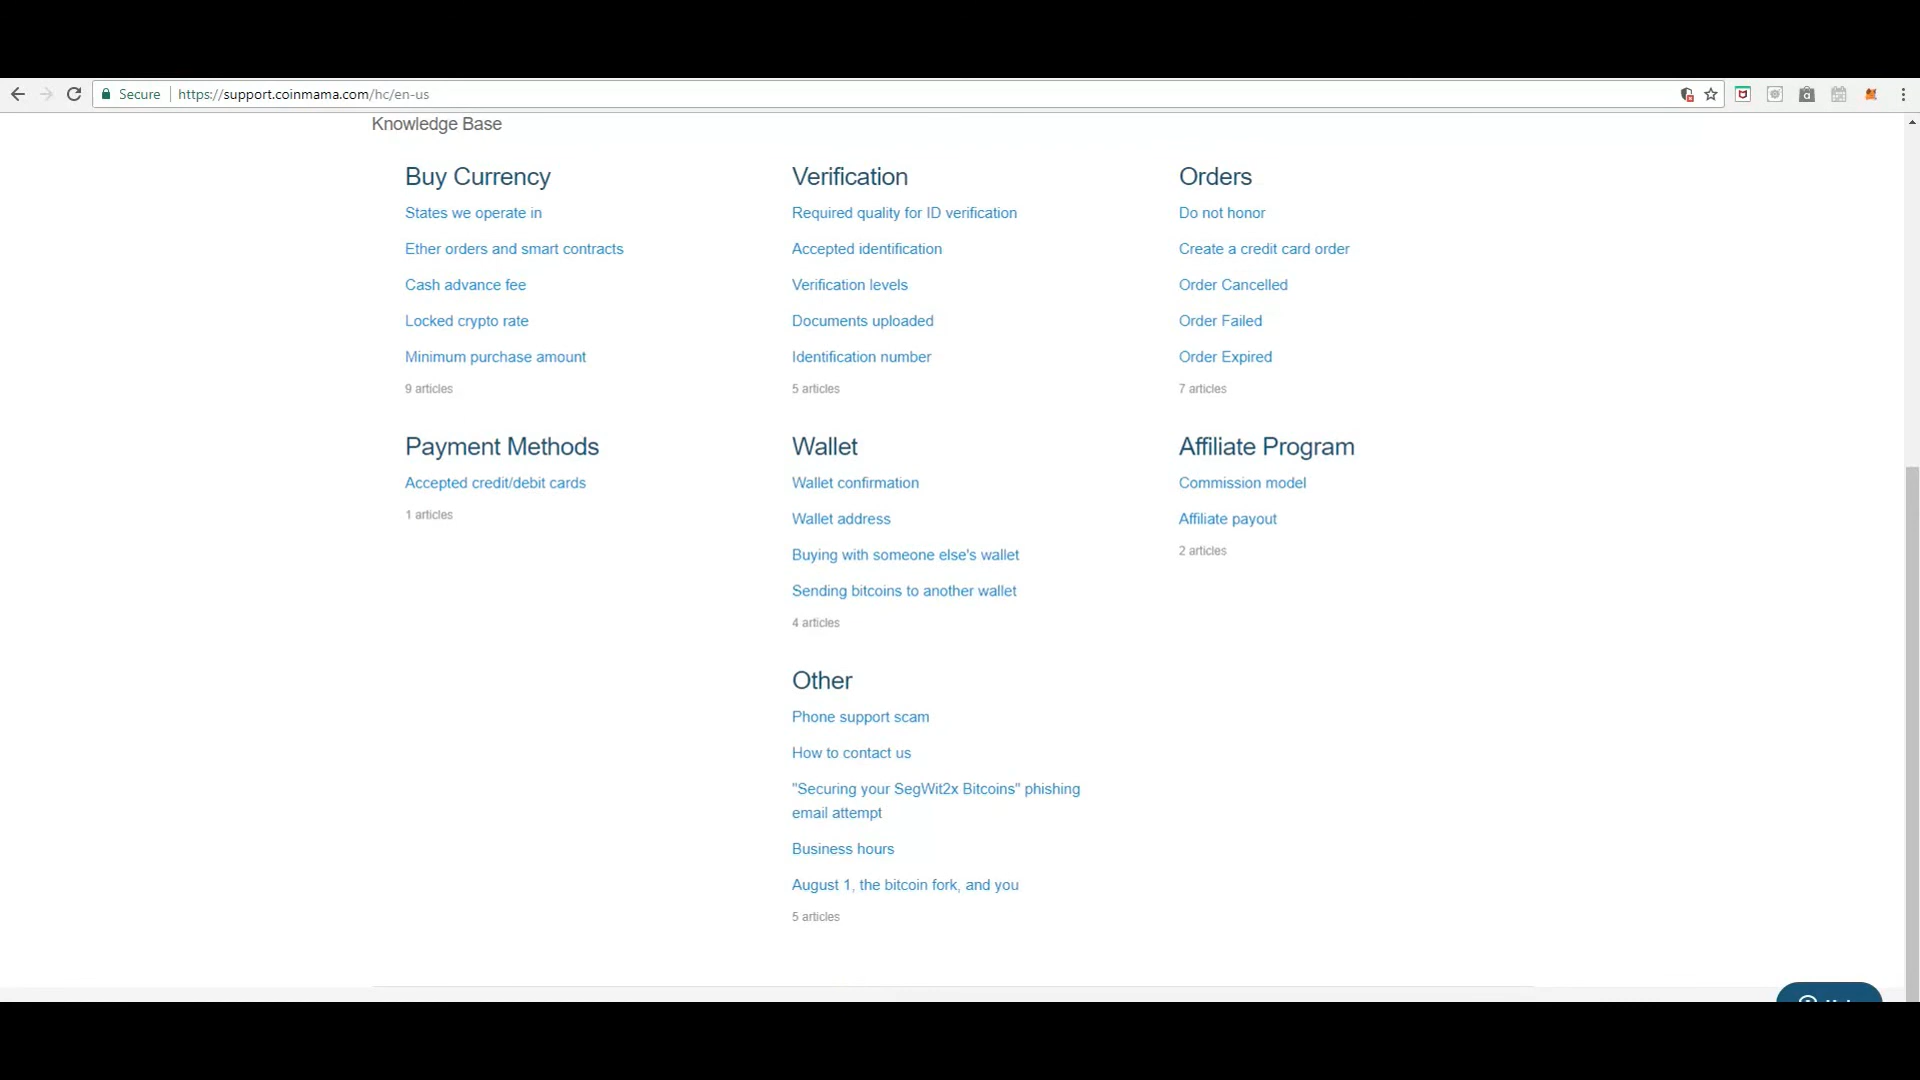 Secure
https://support.coinmama.com/hc/en-us
Knowledge Base
Buy Currency
States we operate in
Ether orders and smart contracts
Cash advance fee
Locked crypto rate
Minimum purchase amount
9 articles
Verification
Required quality for ID verification
Accepted identification
Verification levels
Documents uploaded
Identification number
5 articles
Orders
Do not honor
Create a credit card order
Order Cancelled
Order Failed
Order Expired
7 articles
Payment Methods
Accepted credit/debit cards
1 articles
Wallet
Wallet confirmation
Wallet address
Buying with someone else's wallet
Sending bitcoins to another wallet
4 articles
Affiliate Program
Commission model
Affiliate payout
2 articles
Other
Phone support scam
How to contact us
"Securing your SegWit2x Bitcoins" phishing
email attempt
Business hours
August 1, the bitcoin fork, and you
5 articles